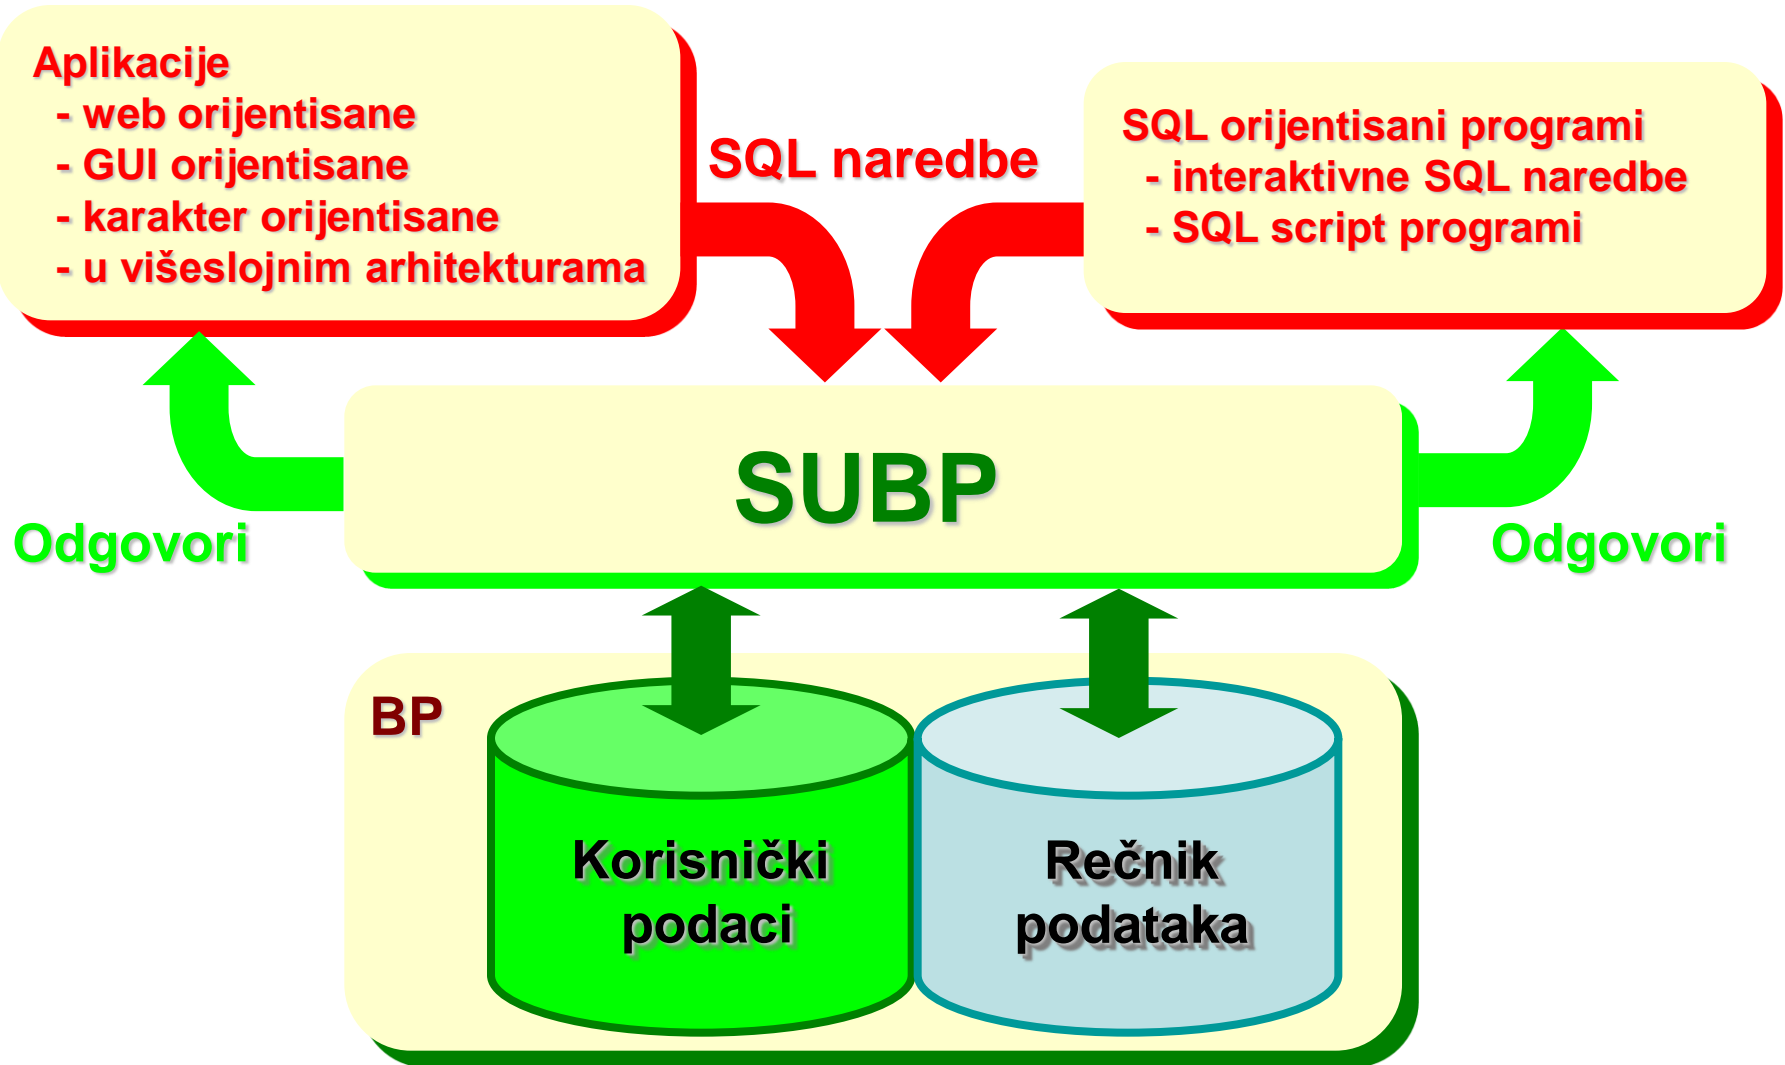 Aplikacije
- web orijentisane
- GUI orijentisane
- karakter orijentisane
- u višeslojnim arhitekturama
SQL naredbe
SQL orijentisani programi
- interaktivne SQL naredbe
- SQL script programi
SUBP
Odgovori
Odgovori
BP
Korisnički
podaci
Rečnik
podataka